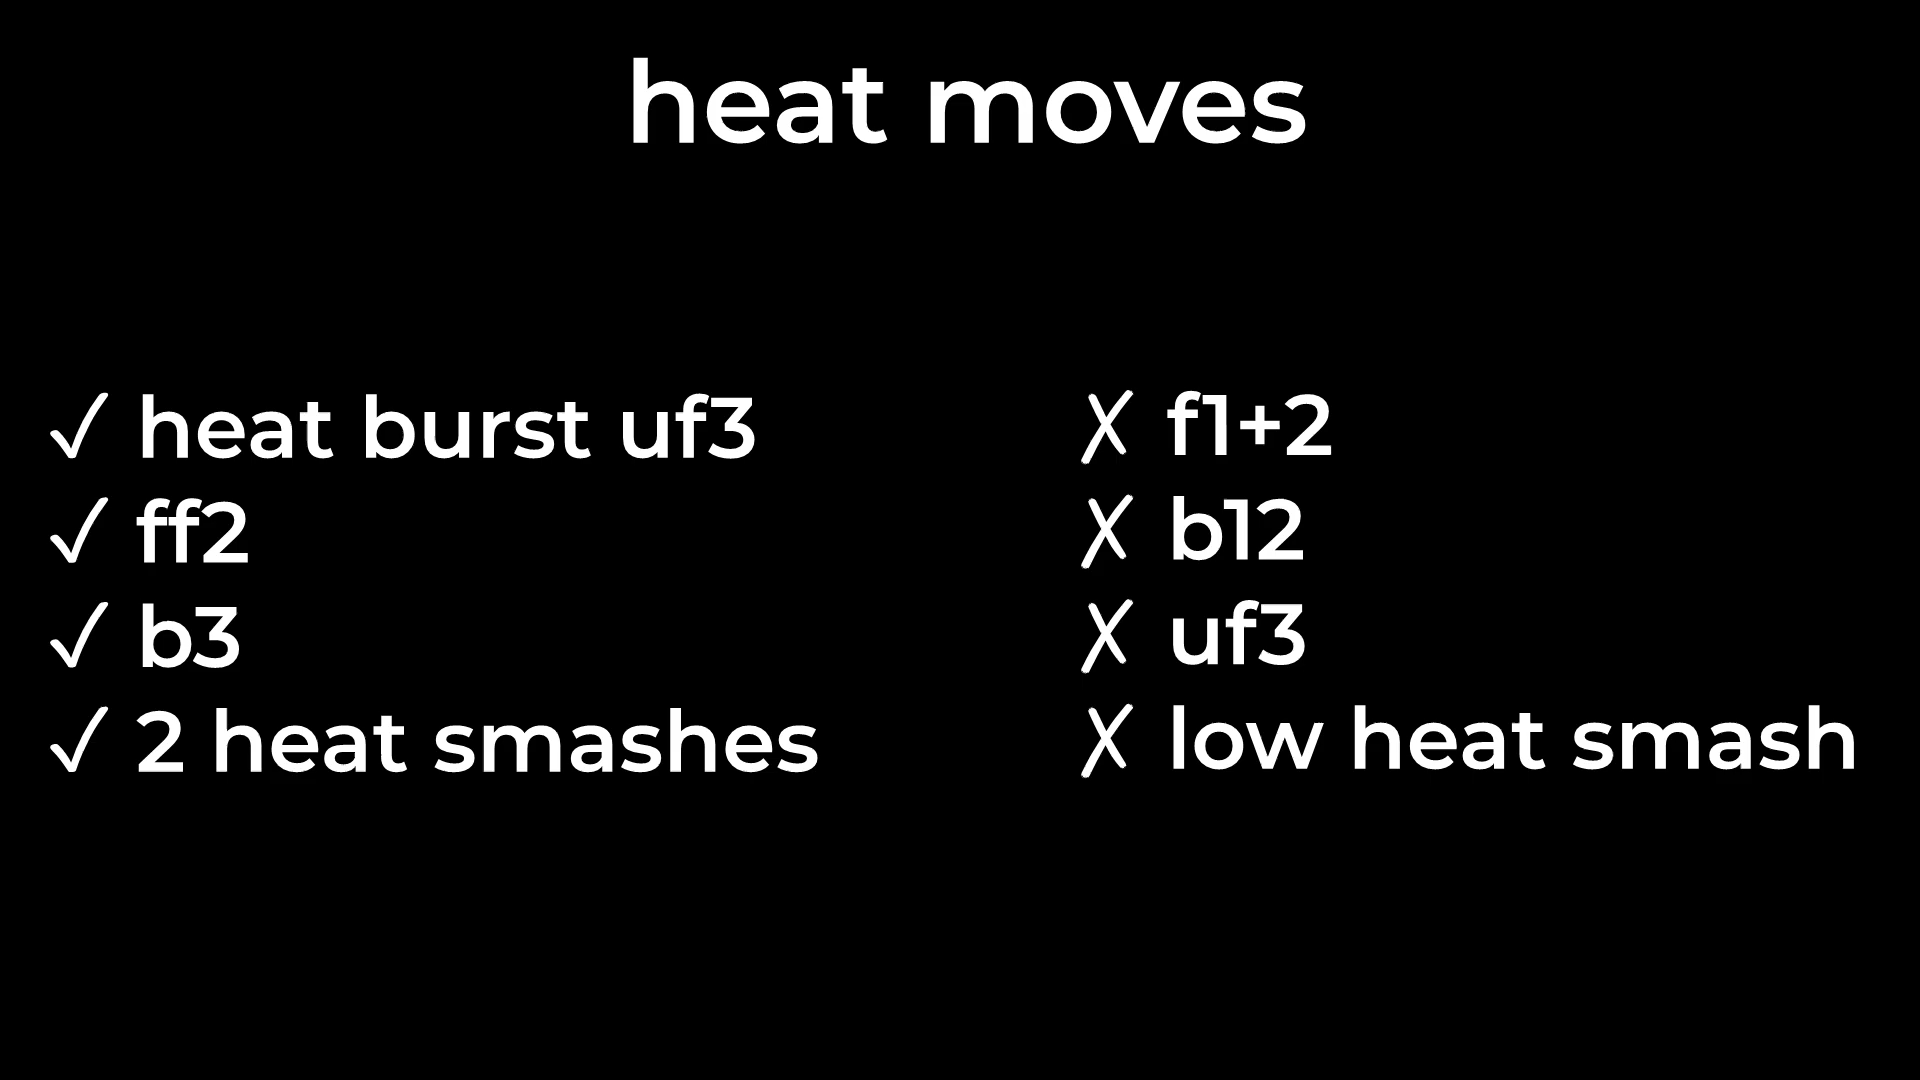 heat moves
✓ heat burst uf3
✓ ff2
✓ b3
✓ 2 heat smashes
✗ f1+2
✗ b12
✗ uf3
✗ low heat smash